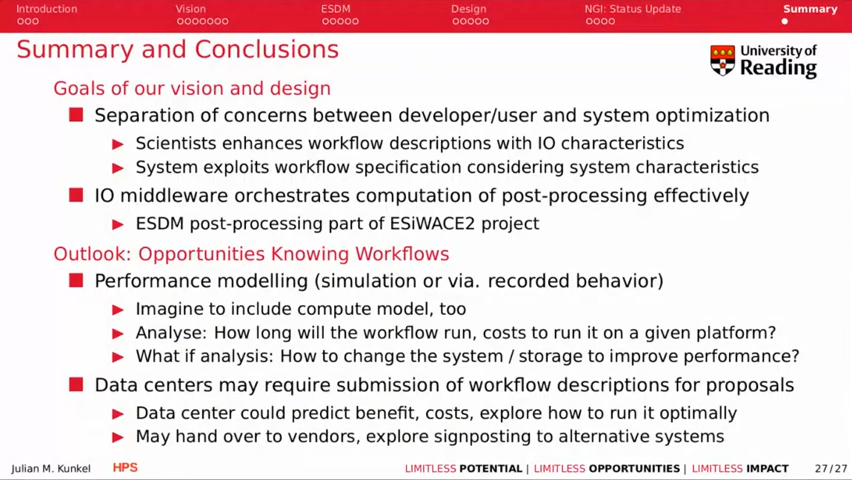 Introduction Vision ESDM Design NGI: Status Update Summary
Summary and Conclusions
University of
Reading
Goals of our vision and design
Separation of concerns between developer/user and system optimization
Scientists enhances workflow descriptions with IO characteristics
System exploits workflow specification considering system characteristics
IO middleware orchestrates computation of post-processing effectively
ESDM post-processing part of ESiWACE2 project
Outlook: Opportunities Knowing Workflows
Performance modelling (simulation or via. recorded behavior)
Imagine to include compute model, too
Analyse: How long will the workflow run, costs to run it on a given platform?
What if analysis: How to change the system / storage to improve performance?
Data centers may require submission of workflow descriptions for proposals
Data center could predict benefit, costs, explore how to run it optimally
May hand over to vendors, explore signposting to alternative systems
Julian M. Kunkel HPS LIMITLESS POTENTIAL | LIMITLESS OPPORTUNITIES | LIMITLESS IMPACT 27/27